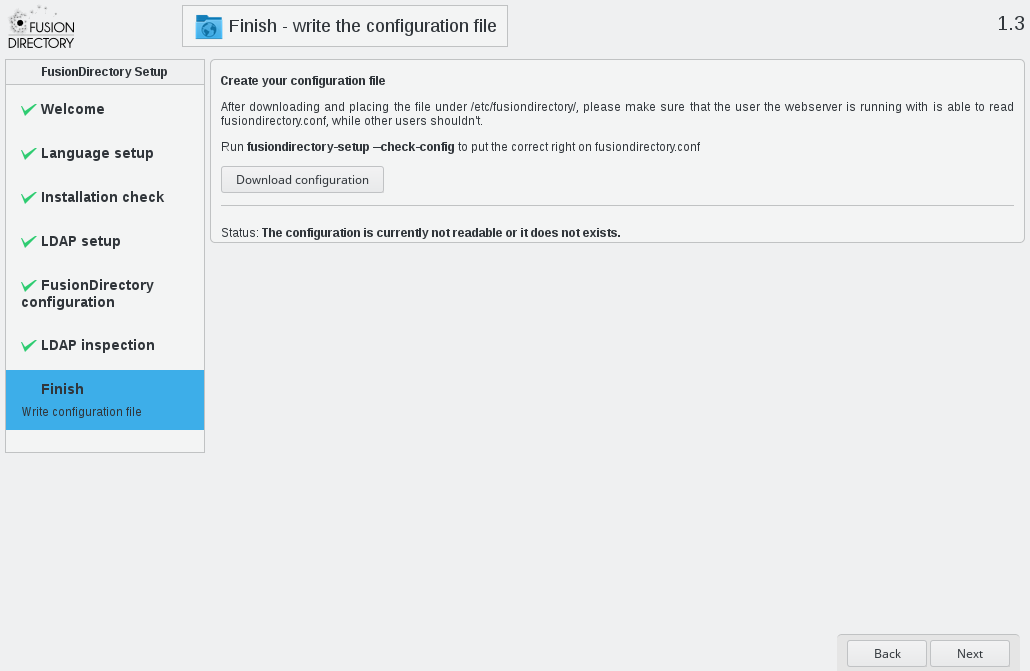 FUSION
DIRECTORY
Finish - write the configuration file
1.3
FusionDirectory Setup
Welcome
Language setup
Installation check
LDAP setup
FusionDirectory
configuration
LDAP inspection
Finish
Write configuration file
Create your configuration file
After downloading and placing the file under /etc/fusiondirectory/, please make sure that the user the webserver is running with is able to read
fusiondirectory.conf, while other users shouldn't.
Run fusiondirectory-setup --check-config to put the correct right on fusiondirectory.conf
Download configuration
Status: The configuration is currently not readable or it does not exists.
Back
Next